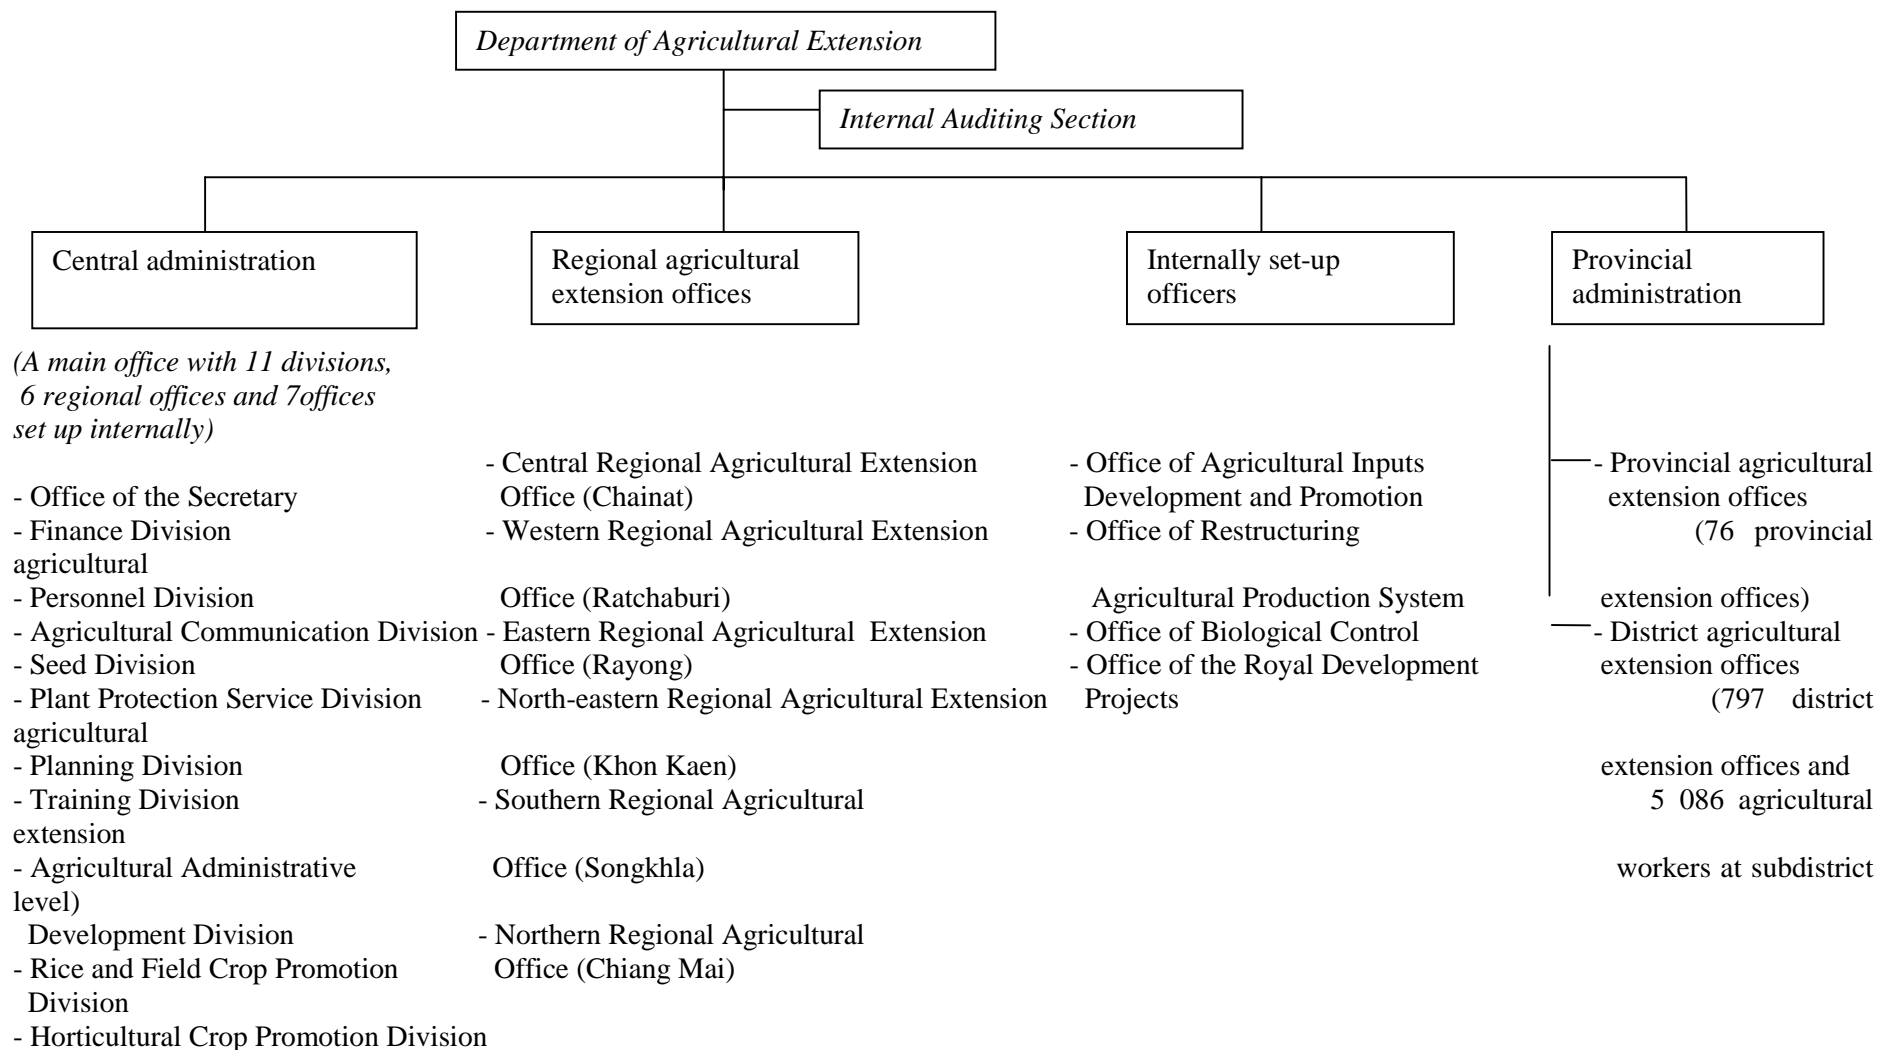 Department of Agricultural Extension
Internal Auditing Section
Central administration
Regional agricultural
extension offices
Internally set-up
officers
Provincial
administration
(A main office with 11 divisions,
6 regional offices and 7offices
set up internally)
- Office of the Secretary
- Finance Division
agricultural
- Personnel Division
- Agricultural Communication Division
- Seed Division
- Plant Protection Service Division
agricultural
- Planning Division
- Training Division
extension
- Agricultural Administrative
level)
Development Division
- Rice and Field Crop Promotion
Division
- Horticultural Crop Promotion Division
- Central Regional Agricultural Extension
Office (Chainat)
- Western Regional Agricultural Extension
Office (Ratchaburi)
- Eastern Regional Agricultural Extension
Office (Rayong)
- North-eastern Regional Agricultural Extension
Office (Khon Kaen)
- Southern Regional Agricultural
Office (Songkhla)
- Northern Regional Agricultural
Office (Chiang Mai)
- Office of Agricultural Inputs
Development and Promotion
- Office of Restructuring
Agricultural Production System
- Office of Biological Control
- Office of the Royal Development
Projects
- Provincial agricultural
extension offices
(76 provincial
extension offices)
- District agricultural
extension offices
(797 district
extension offices and
5 086 agricultural
workers at subdistrict